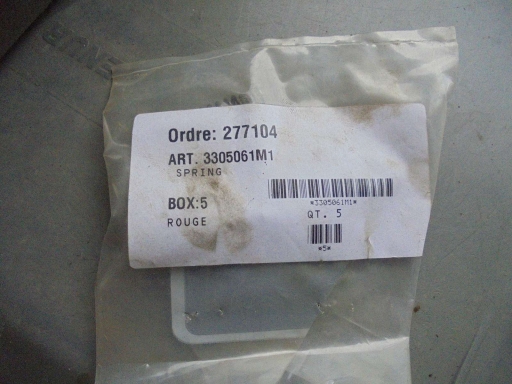 Ordre: 277104
ART. 3305061M1
SPRING
*3305061M1*
BOX:5
QT. 5
ROUGE
*5*